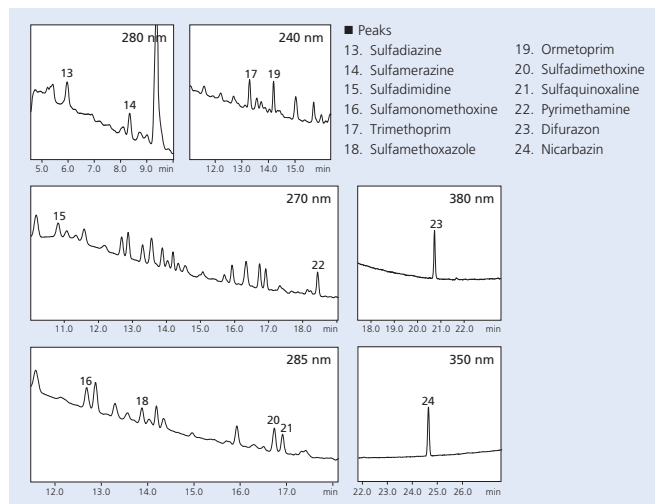 280 nm
13
14
5.0 6.0 7.0 8.0 9.0 min
240 nm
17 19
12.0 13.0 14.0 15.0 min
■ Peaks
13. Sulfadiazine
14. Sulfamerazine
15. Sulfadimidine
16. Sulfamonomethoxine
17. Trimethoprim
18. Sulfamethoxazole
19. Ormetoprim
20. Sulfadimethoxine
21. Sulfaquinoxaline
22. Pyrimethamine
23. Difurazon
24. Nicarbazin
270 nm
15
22
11.0 12.0 13.0 14.0 15.0 16.0 17.0 18.0 min
380 nm
23
18.0 19.0 20.0 21.0 22.0 min
285 nm
16
18
20
21
12.0 13.0 14.0 15.0 16.0 17.0 min
350 nm
24
22.0 23.0 24.0 25.0 26.0 min